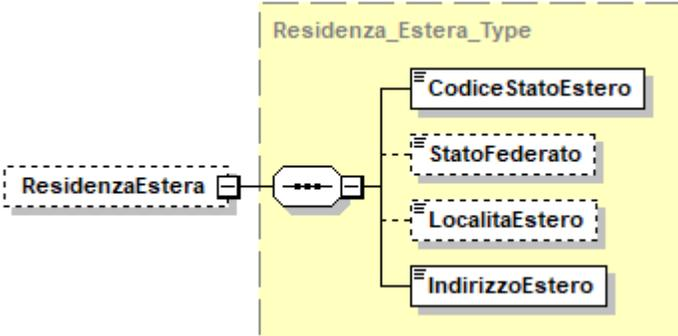 Residenza_Estera_Type
CodiceStatoEstero
StatoFederato
ResidenzaEstera
LocalitaEstero
IndirizzoEstero